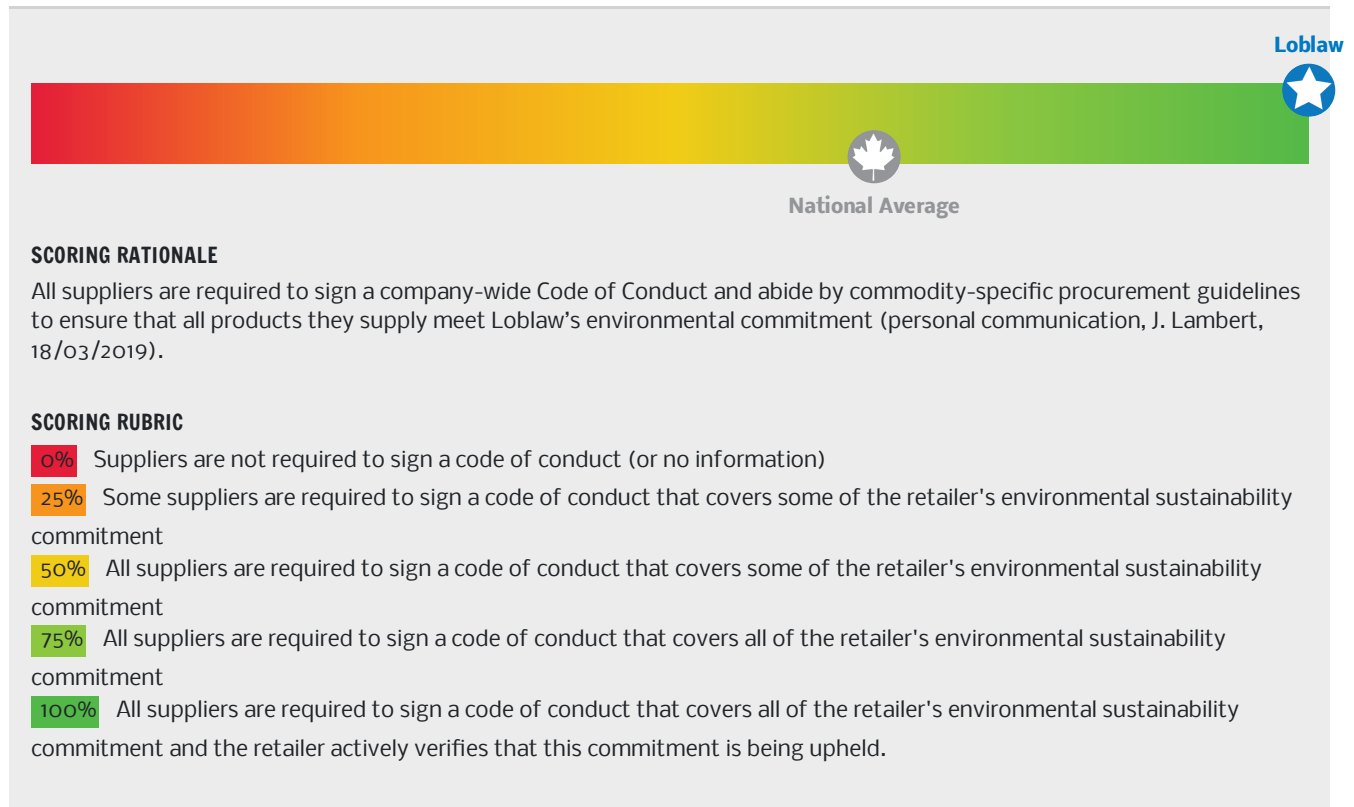 Loblaw
National Average
SCORING RATIONALE
All suppliers are required to sign a company-wide Code of Conduct and abide by commodity-specific procurement guidelines
to ensure that all products they supply meet Loblaw's environmental commitment (personal communication, J. Lambert,
18/03/2019).
SCORING RUBRIC
0% Suppliers are not required to sign a code of conduct (or no information)
25% Some suppliers are required to sign a code of conduct that covers some of the retailer's environmental sustainability
commitment
50% All suppliers are required to sign a code of conduct that covers some of the retailer's environmental sustainability
commitment
75% All suppliers are required to sign a code of conduct that covers all of the retailer's environmental sustainability
commitment
100% All suppliers are required to sign a code of conduct that covers all of the retailer's environmental sustainability
commitment and the retailer actively verifies that this commitment is being upheld.